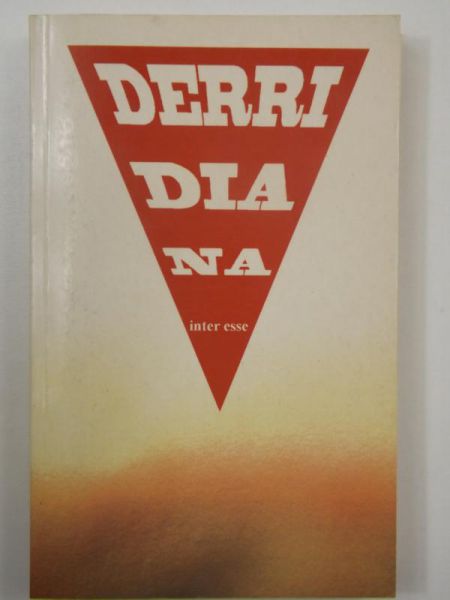 DERRI
DIA
NA
inter esse